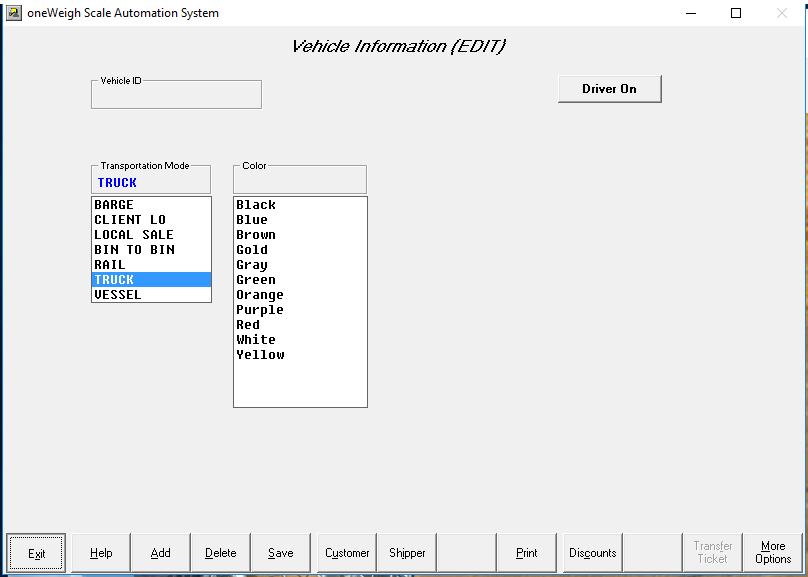 oneWeigh Scale Automation System
Vehicle Information (EDIT)
Vehicle ID
Driver On
Transportation Mode
TRUCK
BARGE
CLIENT LO
LOCAL SALE
BIN TO BIN
RAIL
TRUCK
VESSEL
Color
Black
Blue
Brown
Gold
Gray
Green
Orange
Purple
Red
White
Yellow
Exit
Help
Add
Delete
Save
Customer
Shipper
Print
Discounts
Transfer
Ticket
More
Options